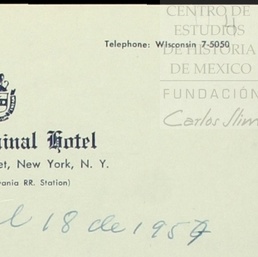 CENTRO DE
ESTUDIOS
DE HISTORIA
DE MEXICO
FUNDACIÓN
Carlos Slim
Telephone: WIsconsin 7-5050
inal Hotel
et, New York, N. Y.
ania RR. Station)
l 18 de 1957